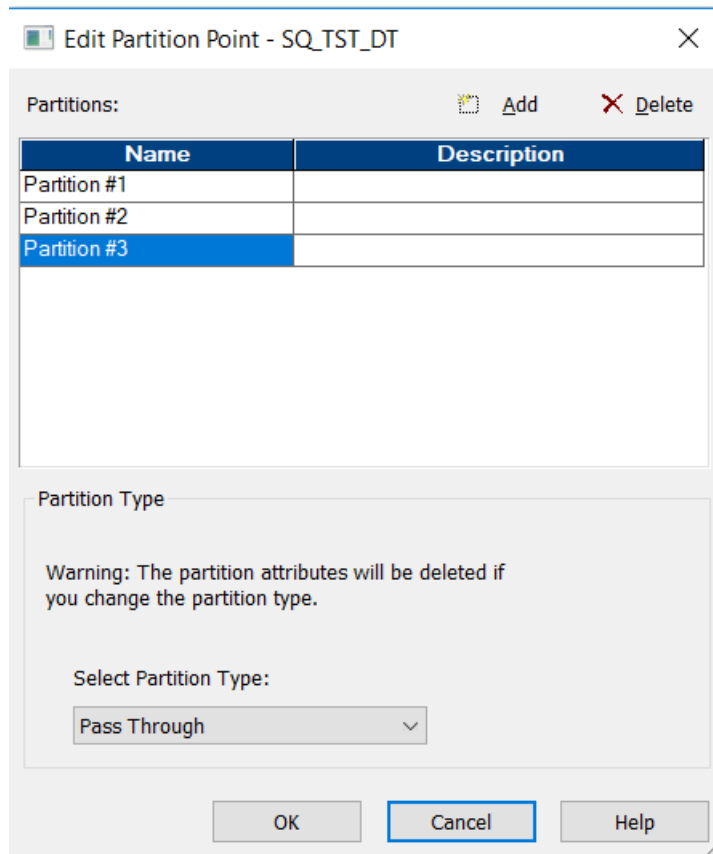 Edit Partition Point - SQ_TST_DT
Partitions: Add Delete
Name Description
Partition #1
Partition #2
Partition #3
Partition Type
Warning: The partition attributes will be deleted if
you change the partition type.
Select Partition Type:
Pass Through
OK Cancel Help